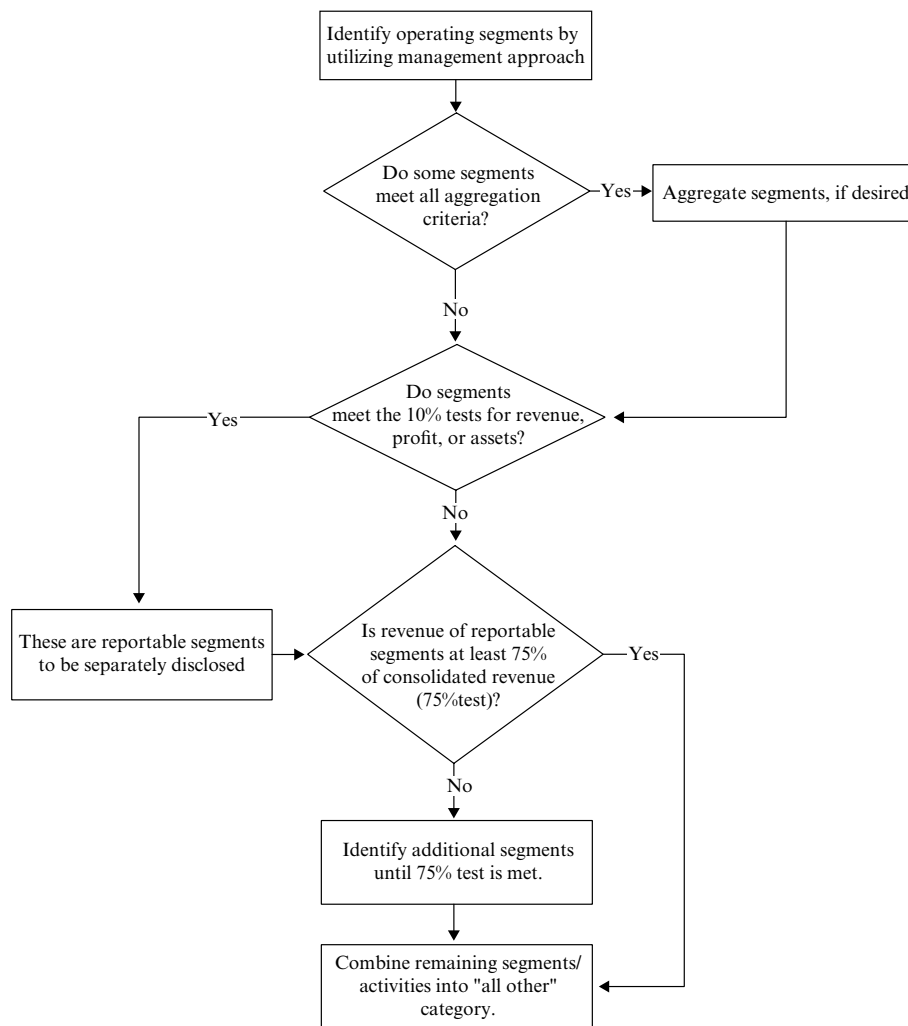 Identify operating segments by
utilizing management approach
Do some segments
meet all aggregation
criteria?
Yes
Aggregate segments, if desired
No
Do segments
meet the 10% tests for revenue,
profit, or assets?
Yes
No
These are reportable segments
to be separately disclosed
Is revenue of reportable
segments at least 75%
of consolidated revenue
(75%test)?
Yes
No
Identify additional segments
until 75% test is met.
Combine remaining segments/
activities into "all other"
category.